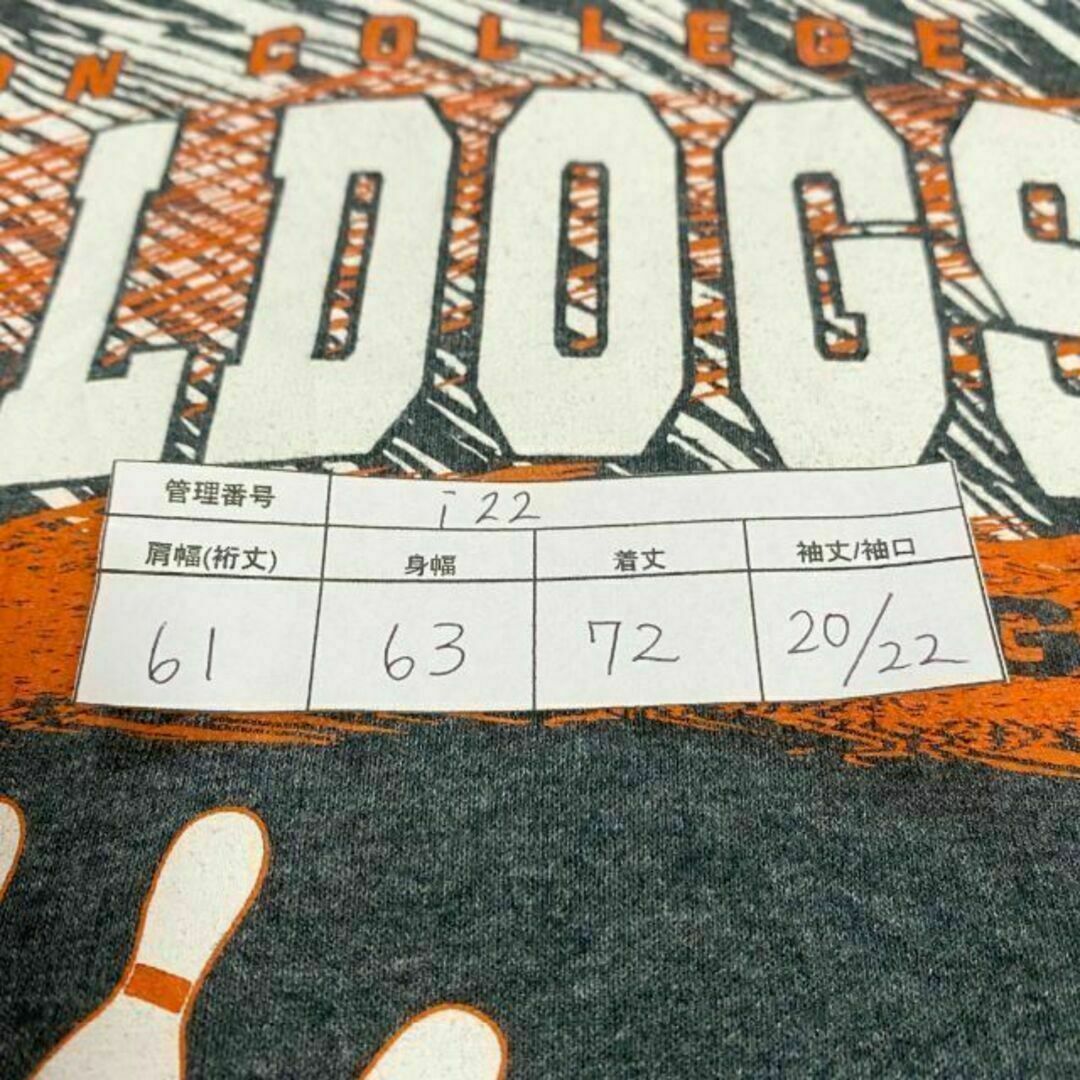 ON COLLEGE
LDOGS
管理番号 i22
肩幅(裄丈) 身幅 着丈 袖丈/袖口
61 63 72 20/22
G